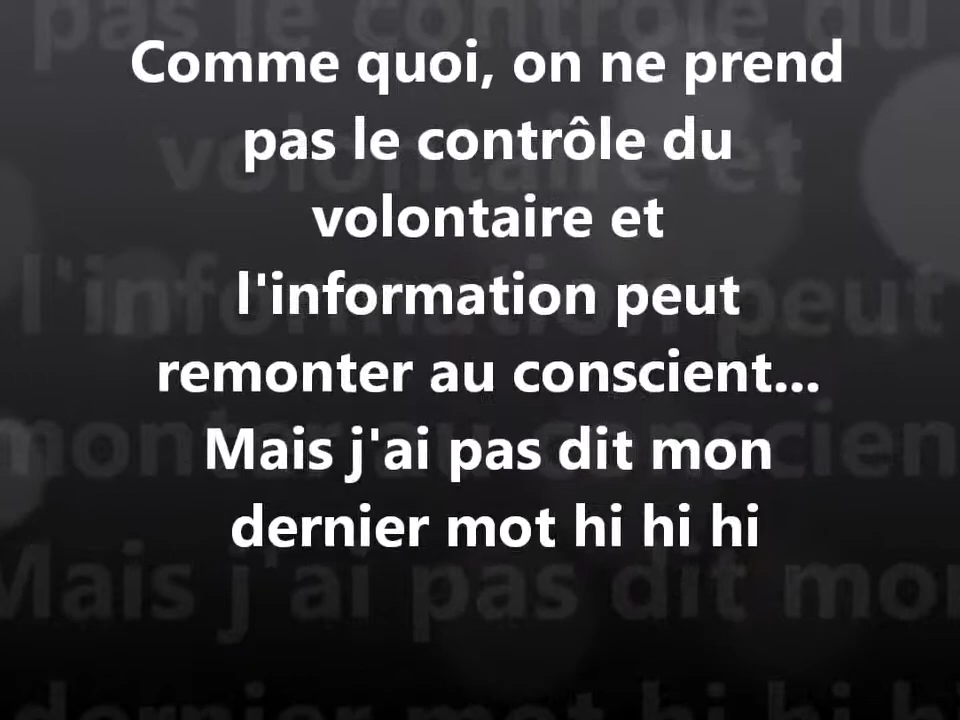 Comme quoi, on ne prend
pas le contrôle du
volontaire et
l'information peut
remonter au conscient...
Mais j'ai pas dit mon
dernier mot hi hi hi